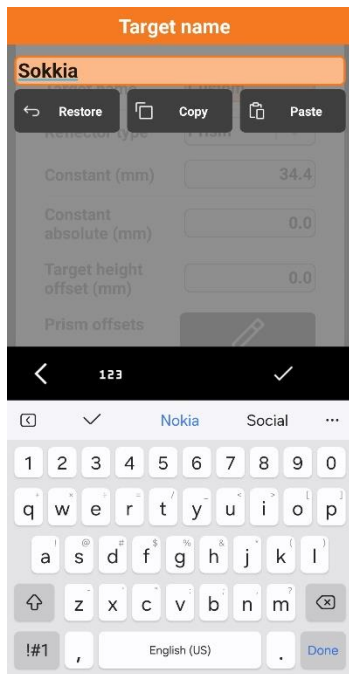 Target name
Sokkia
Restore Copy Paste
Reflector type
Constant (mm) 34.4
Constant
absolute (mm) 0.0
Target height
offset (mm) 0.0
Prism offsets
123
Nokia Social ...
1 2 3 4 5 6 7 8 9 0
q w e r t y u i o p
a s d f g h j k l
z x c v b n m
!#1 , English (US) . Done